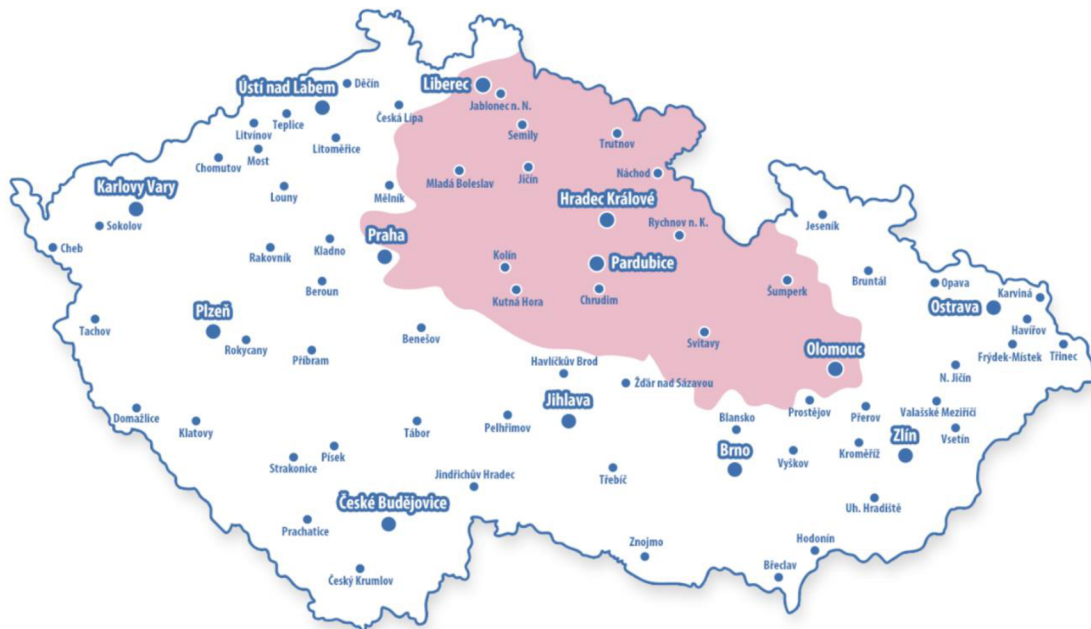 Děčín
Liberec
Ústí nad Labem
Jablonec n. N.
Česká Lípa
Teplice
Litvínov
Semily
Trutnov
Litoměřice
Most
Chomutov
Mladá Boleslav
Jičín
Náchod
Karlovy Vary
Louny
Mělník
Hradec Králové
Sokolov
Rychnov n. K.
Jeseník
Cheb
Rakovník
Kladno
Praha
Kolín
Pardubice
Beroun
Kutná Hora
Chrudim
Šumperk
Bruntál
Opava
Karviná
Plzeň
Ostrava
Tachov
Rokycany
Příbram
Benešov
Svitavy
Havířov
Havlíčkův Brod
Olomouc
Frýdek-Místek
Třinec
Žďár nad Sázavou
N. Jičín
Jihlava
Domažlice
Klatovy
Tábor
Pelhřimov
Blansko
Prostějov
Přerov
Valašské Meziříčí
Zlín
Vsetín
Brno
Kroměříž
Strakonice
Písek
Vyškov
Jindřichův Hradec
Třebíč
České Budějovice
Uh. Hradiště
Prachatice
Znojmo
Hodonín
Břeclav
Český Krumlov